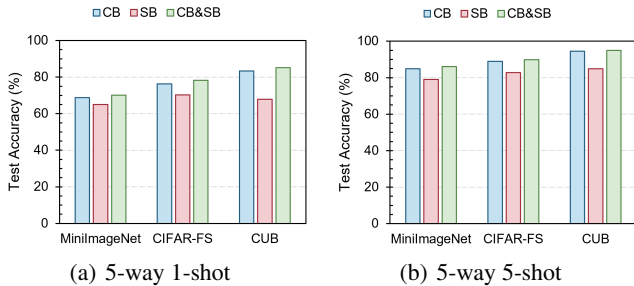 CB SB CB&SB
Test Accuracy (%)
100
80
60
40
20
0
MiniImageNet CIFAR-FS CUB
(a) 5-way 1-shot
CB SB CB&SB
Test Accuracy (%)
100
80
60
40
20
0
MiniImageNet CIFAR-FS CUB
(b) 5-way 5-shot